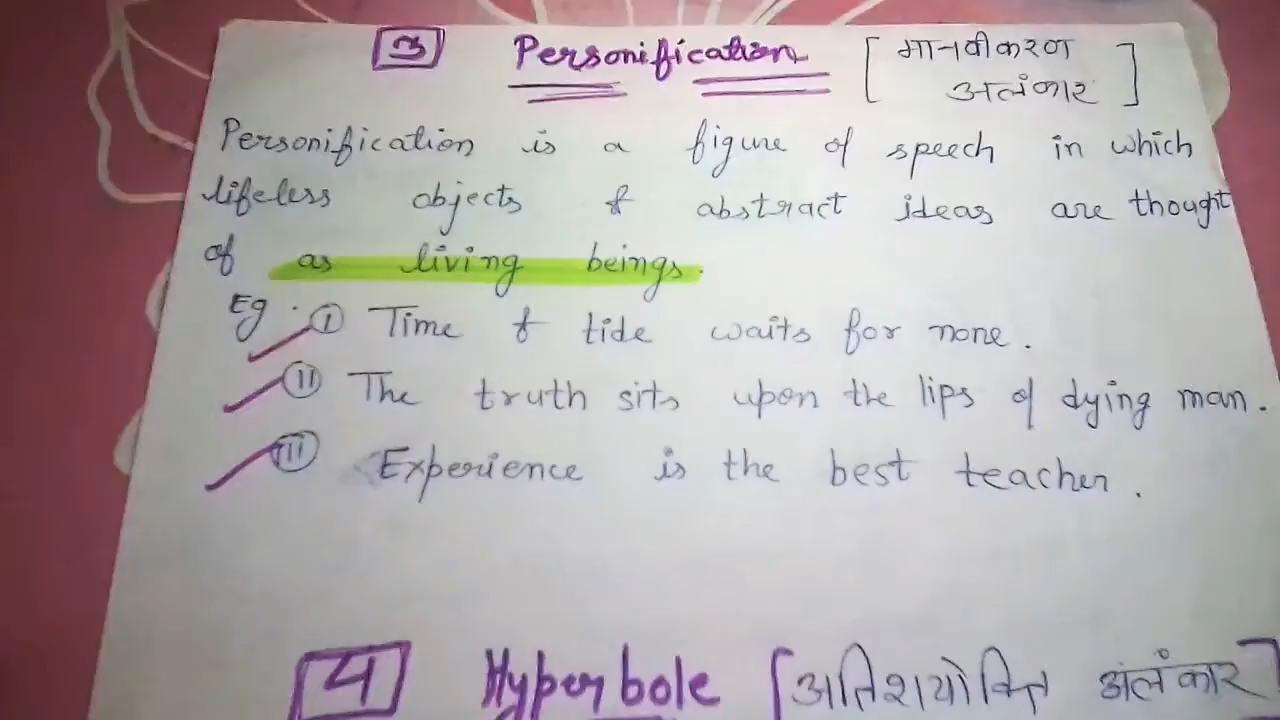 3 Personification [मानवीकरण
अलंकार]
Personification is a figure of speech in which
lifeless objects & abstract ideas are thought
of as living beings.
Eg. (I) Time & tide waits for none.
(II) The truth sits upon the lips of dying man.
(III) Experience is the best teacher.
4 Hyperbole [अतिशयोक्ति अलंकार]